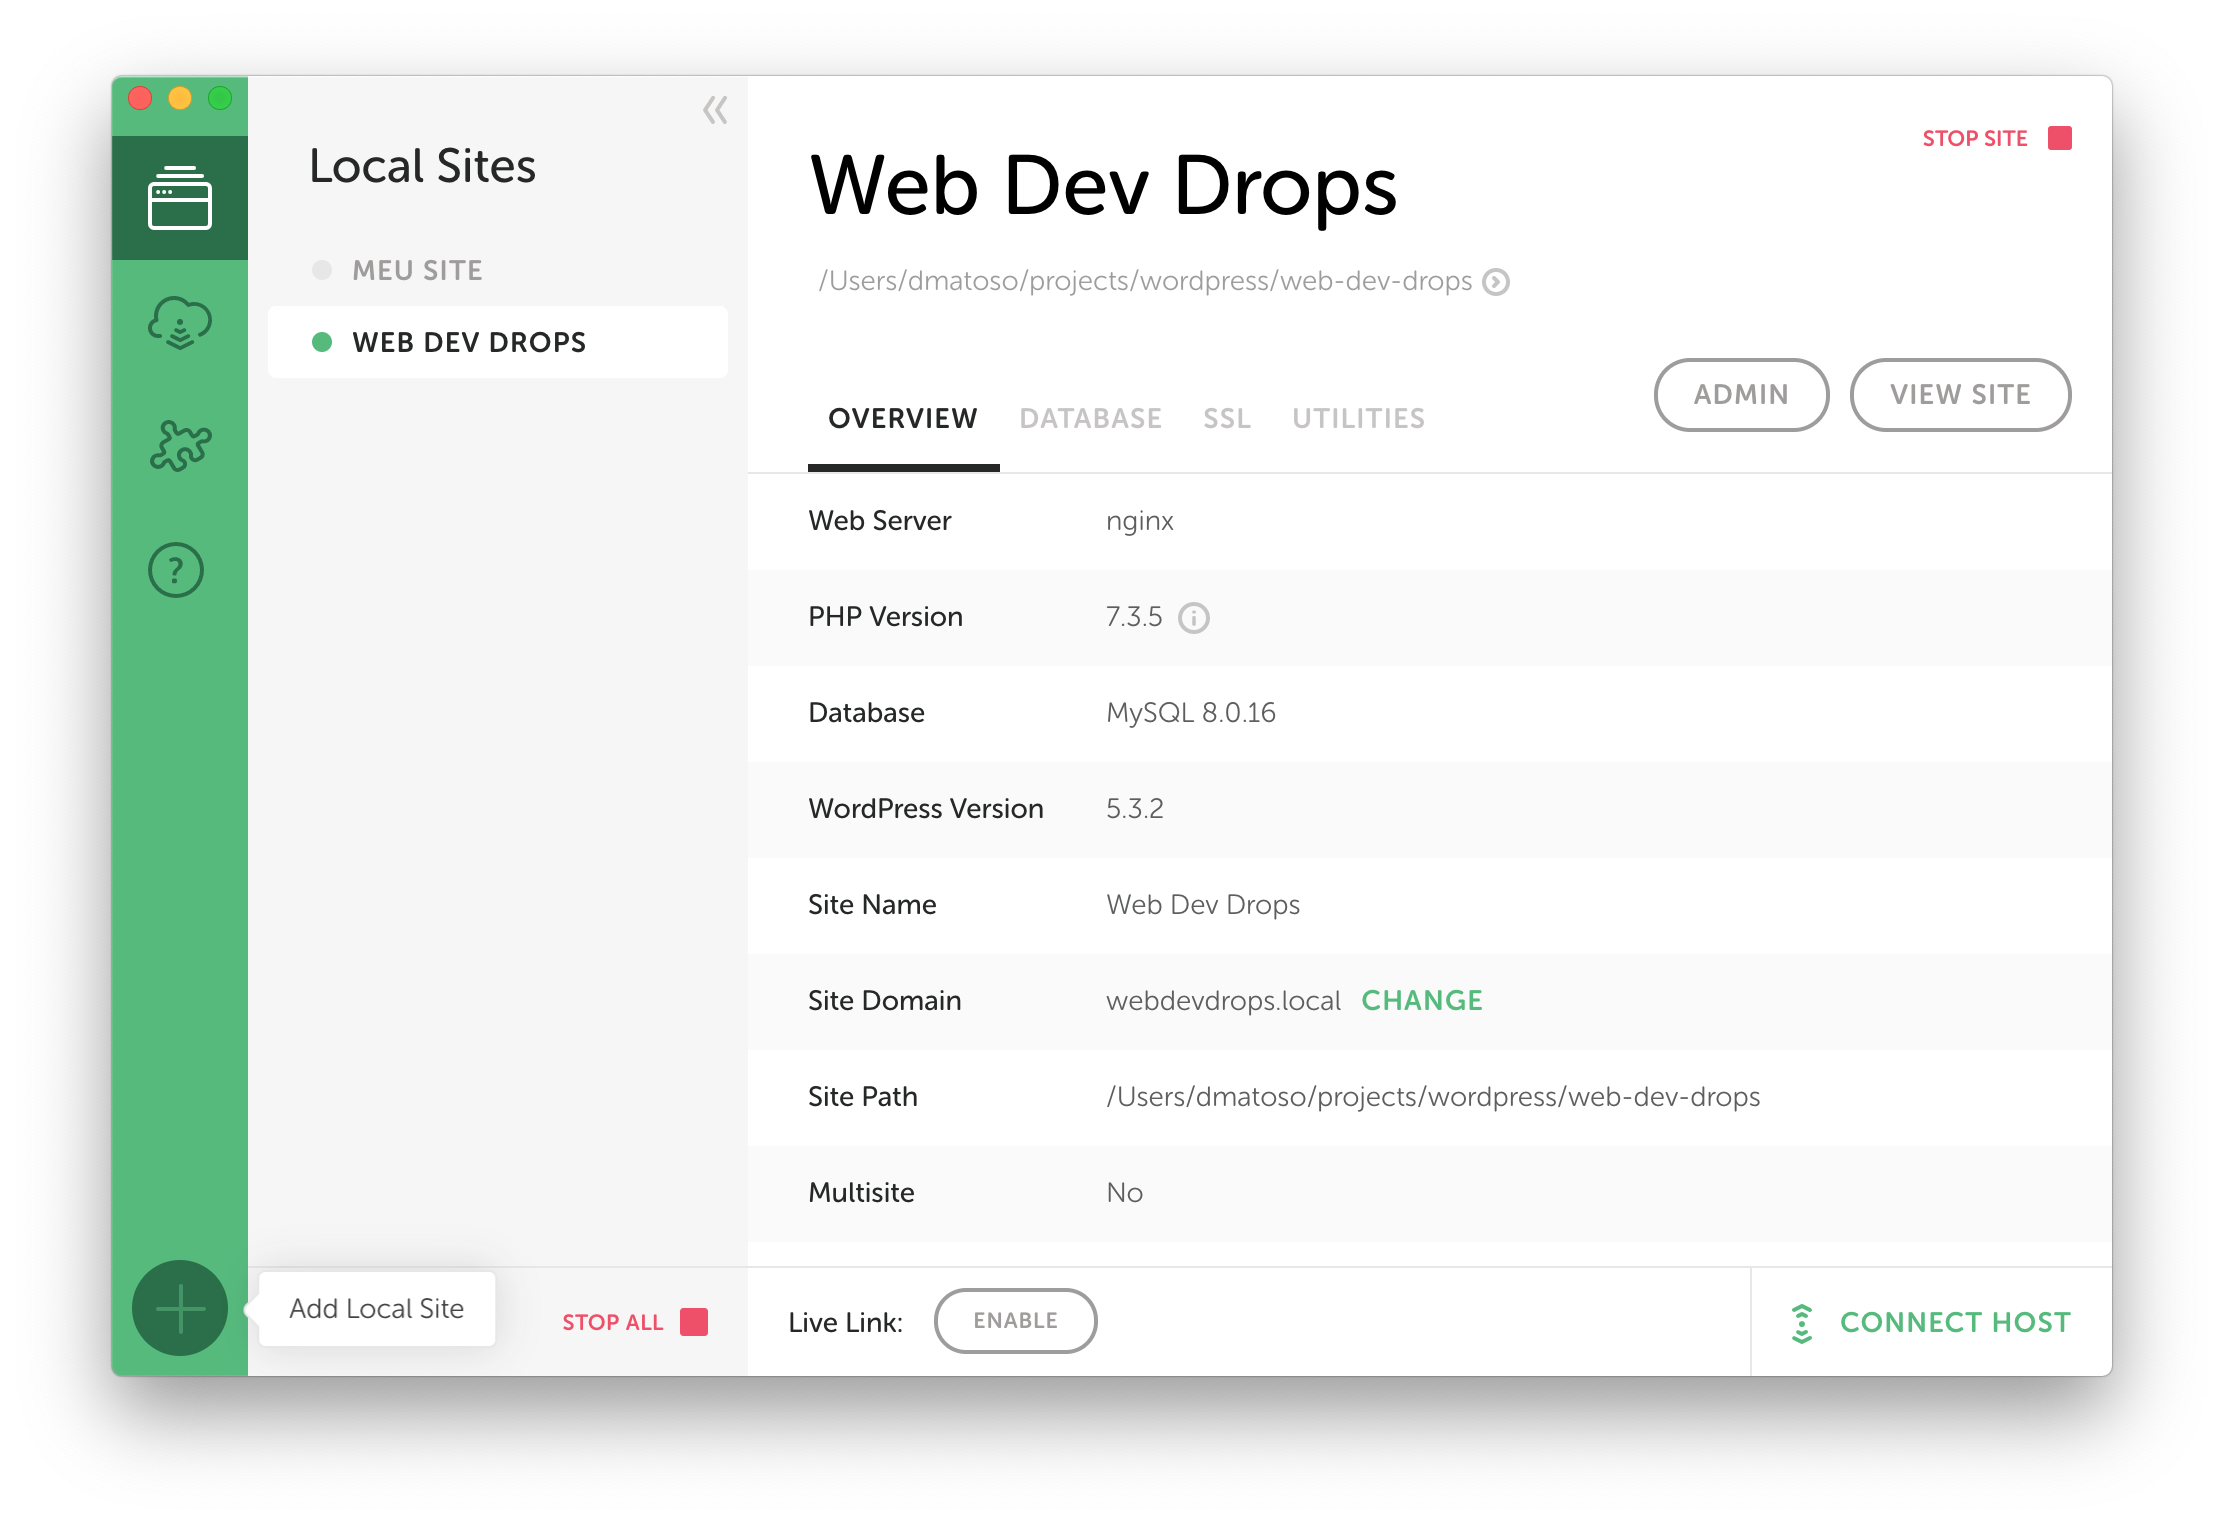 Local Sites
MEU SITE
WEB DEV DROPS
Add Local Site
STOP ALL
STOP SITE
Web Dev Drops
/Users/dmatoso/projects/wordpress/web-dev-drops
ADMIN
VIEW SITE
OVERVIEW DATABASE SSL UTILITIES
Web Server nginx
PHP Version 7.3.5
Database MySQL 8.0.16
WordPress Version 5.3.2
Site Name Web Dev Drops
Site Domain webdevdrops.local CHANGE
Site Path /Users/dmatoso/projects/wordpress/web-dev-drops
Multisite No
Live Link: ENABLE
CONNECT HOST